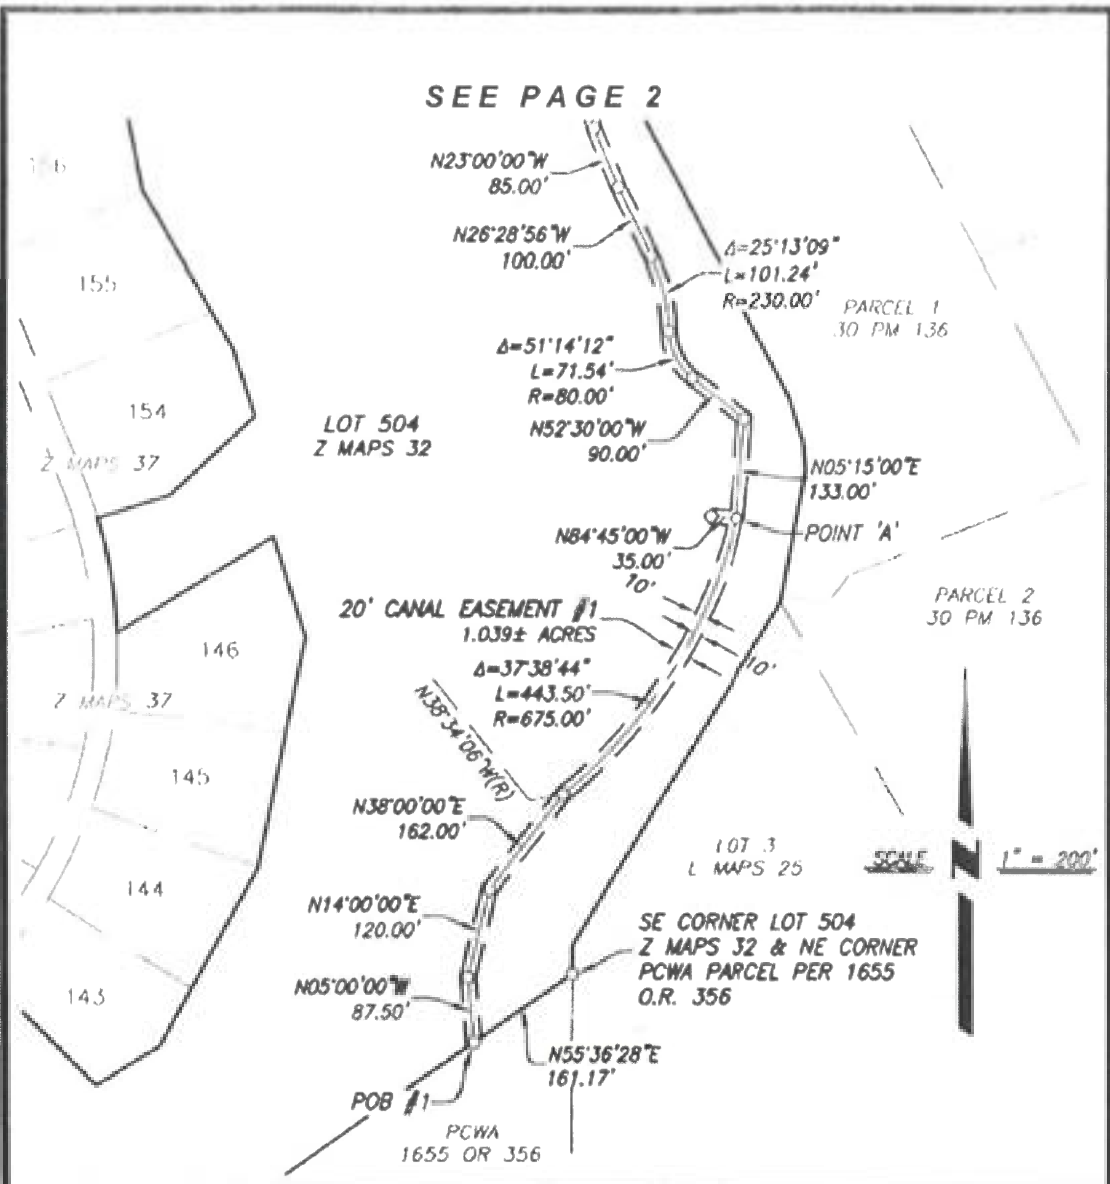 SEE PAGE 2
N23°00'00"W
85.00'
N26°28'56"W
100.00'
Δ=25°13'09"
L=101.24'
R=230.00'
PARCEL 1
30 PM 136
155
154
Z MAPS 37
LOT 504
Z MAPS 32
Δ=51°14'12"
L=71.54'
R=80.00'
N52°30'00"W
90.00'
N05°15'00"E
133.00'
N84°45'00"W
35.00'
POINT 'A'
10'
20' CANAL EASEMENT #1
1.039± ACRES
PARCEL 2
30 PM 136
146
Z MAPS 37
Δ=37°38'44"
L=443.50'
R=675.00'
10'
N38°34'06"W(R)
145
N38°00'00"E
162.00'
LOT 3
L MAPS 25
SCALE
N
1" = 200'
144
N14°00'00"E
120.00'
SE CORNER LOT 504
Z MAPS 32 & NE CORNER
PCWA PARCEL PER 1655
O.R. 356
143
N05°00'00"W
87.50'
N55°36'28"E
161.17'
POB #1
PCWA
1655 OR 356